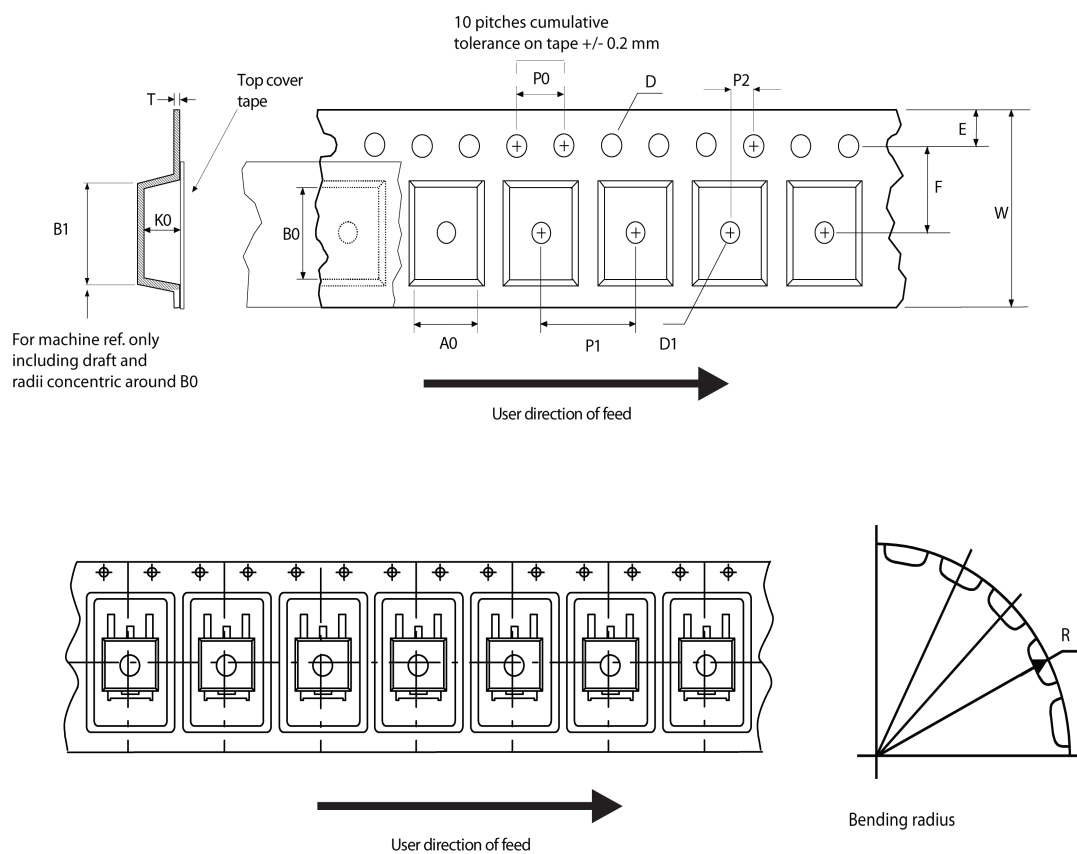 10 pitches cumulative
tolerance on tape +/- 0.2 mm
P0
D
P2
T
Top cover
tape
E
F
W
B1
K0
B0
For machine ref. only
including draft and
radii concentric around B0
A0
P1
D1
User direction of feed
R
Bending radius
User direction of feed